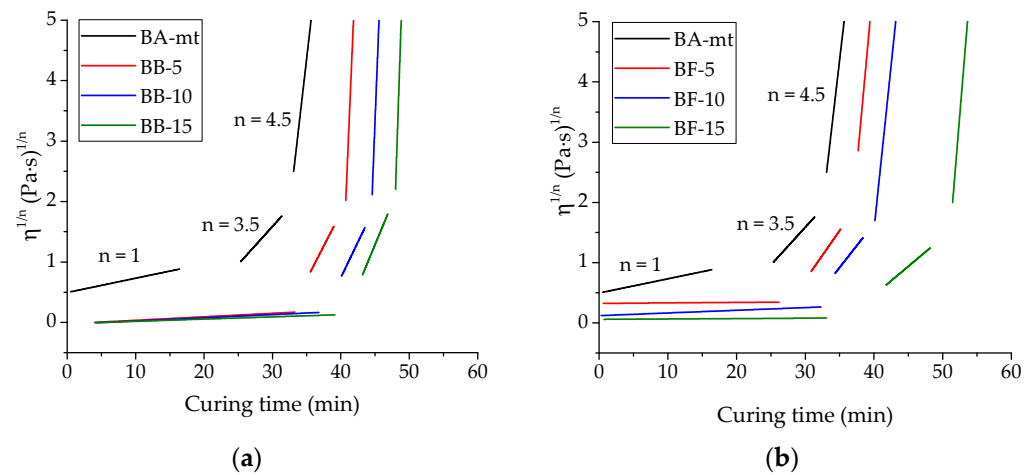 5
4
3
2
1
0
η^1/n (Pa·s)^1/n
BA-mt
BB-5
BB-10
BB-15
n = 4.5
n = 3.5
n = 1
0 10 20 30 40 50 60
Curing time (min)
(a)
5
4
3
2
1
0
η^1/n (Pa·s)^1/n
BA-mt
BF-5
BF-10
BF-15
n = 4.5
n = 3.5
n = 1
0 10 20 30 40 50 60
Curing time (min)
(b)